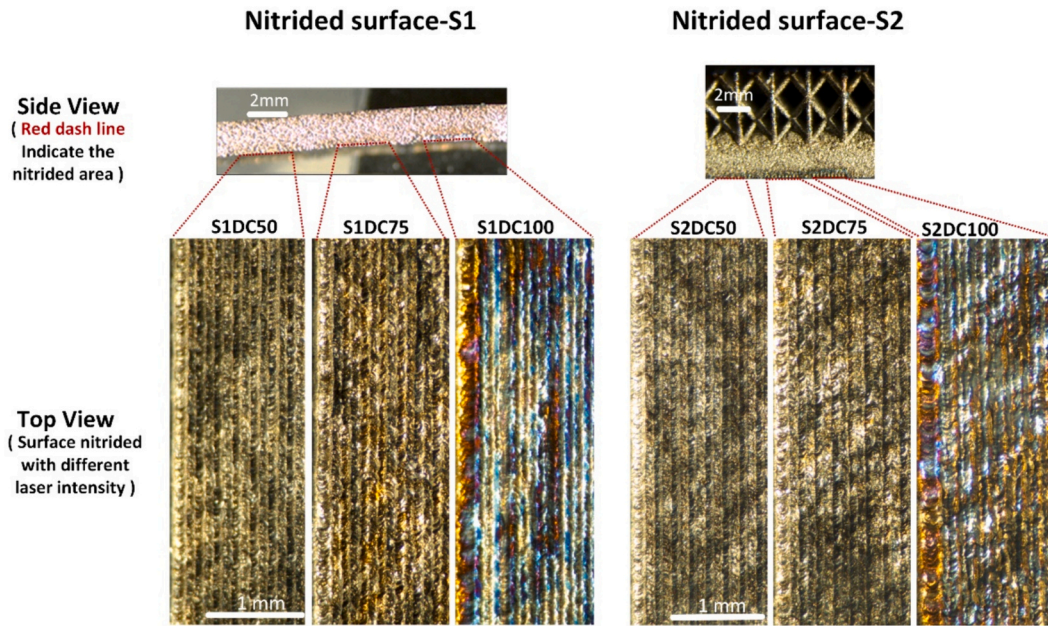 Nitrided surface-S1
Nitrided surface-S2
Side View
( Red dash line
Indicate the
nitrided area )
2mm
2mm
S1DC50
S1DC75
S1DC100
S2DC50
S2DC75
S2DC100
Top View
( Surface nitrided
with different
laser intensity )
1 mm
1 mm